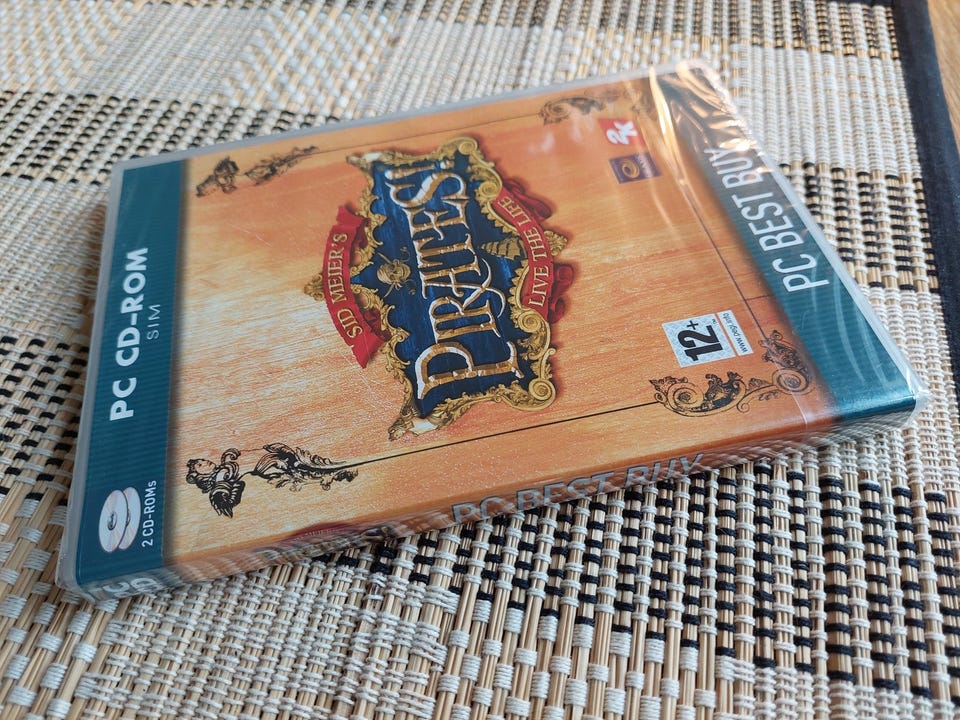 PC CD-ROM
SIM
2 CD-ROMs
SID MEIER'S
PIRATES!
LIVE THE LIFE
2K
12+
www.pegi.info
PC BEST BUY
PC BEST BUY